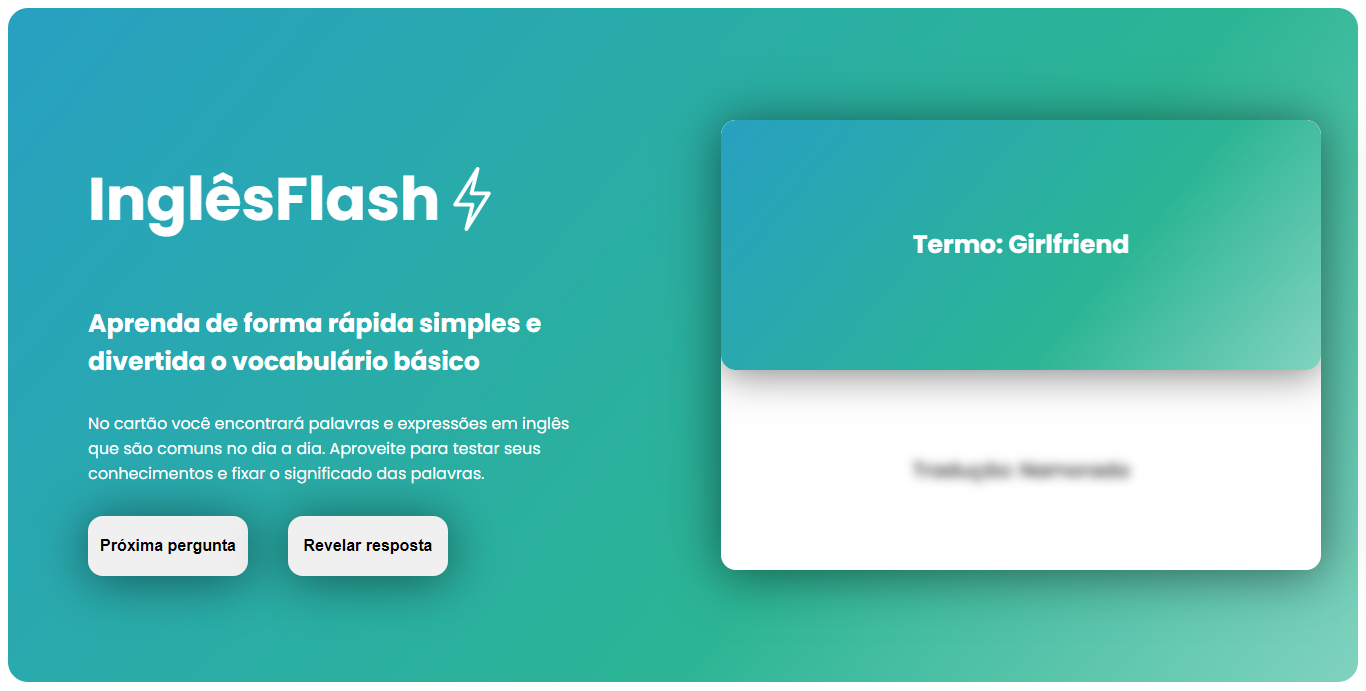 InglêsFlash
Aprenda de forma rápida simples e
divertida o vocabulário básico
No cartão você encontrará palavras e expressões em inglês
que são comuns no dia a dia. Aproveite para testar seus
conhecimentos e fixar o significado das palavras.
Próxima pergunta
Revelar resposta
Termo: Girlfriend
Tradução: Namorada